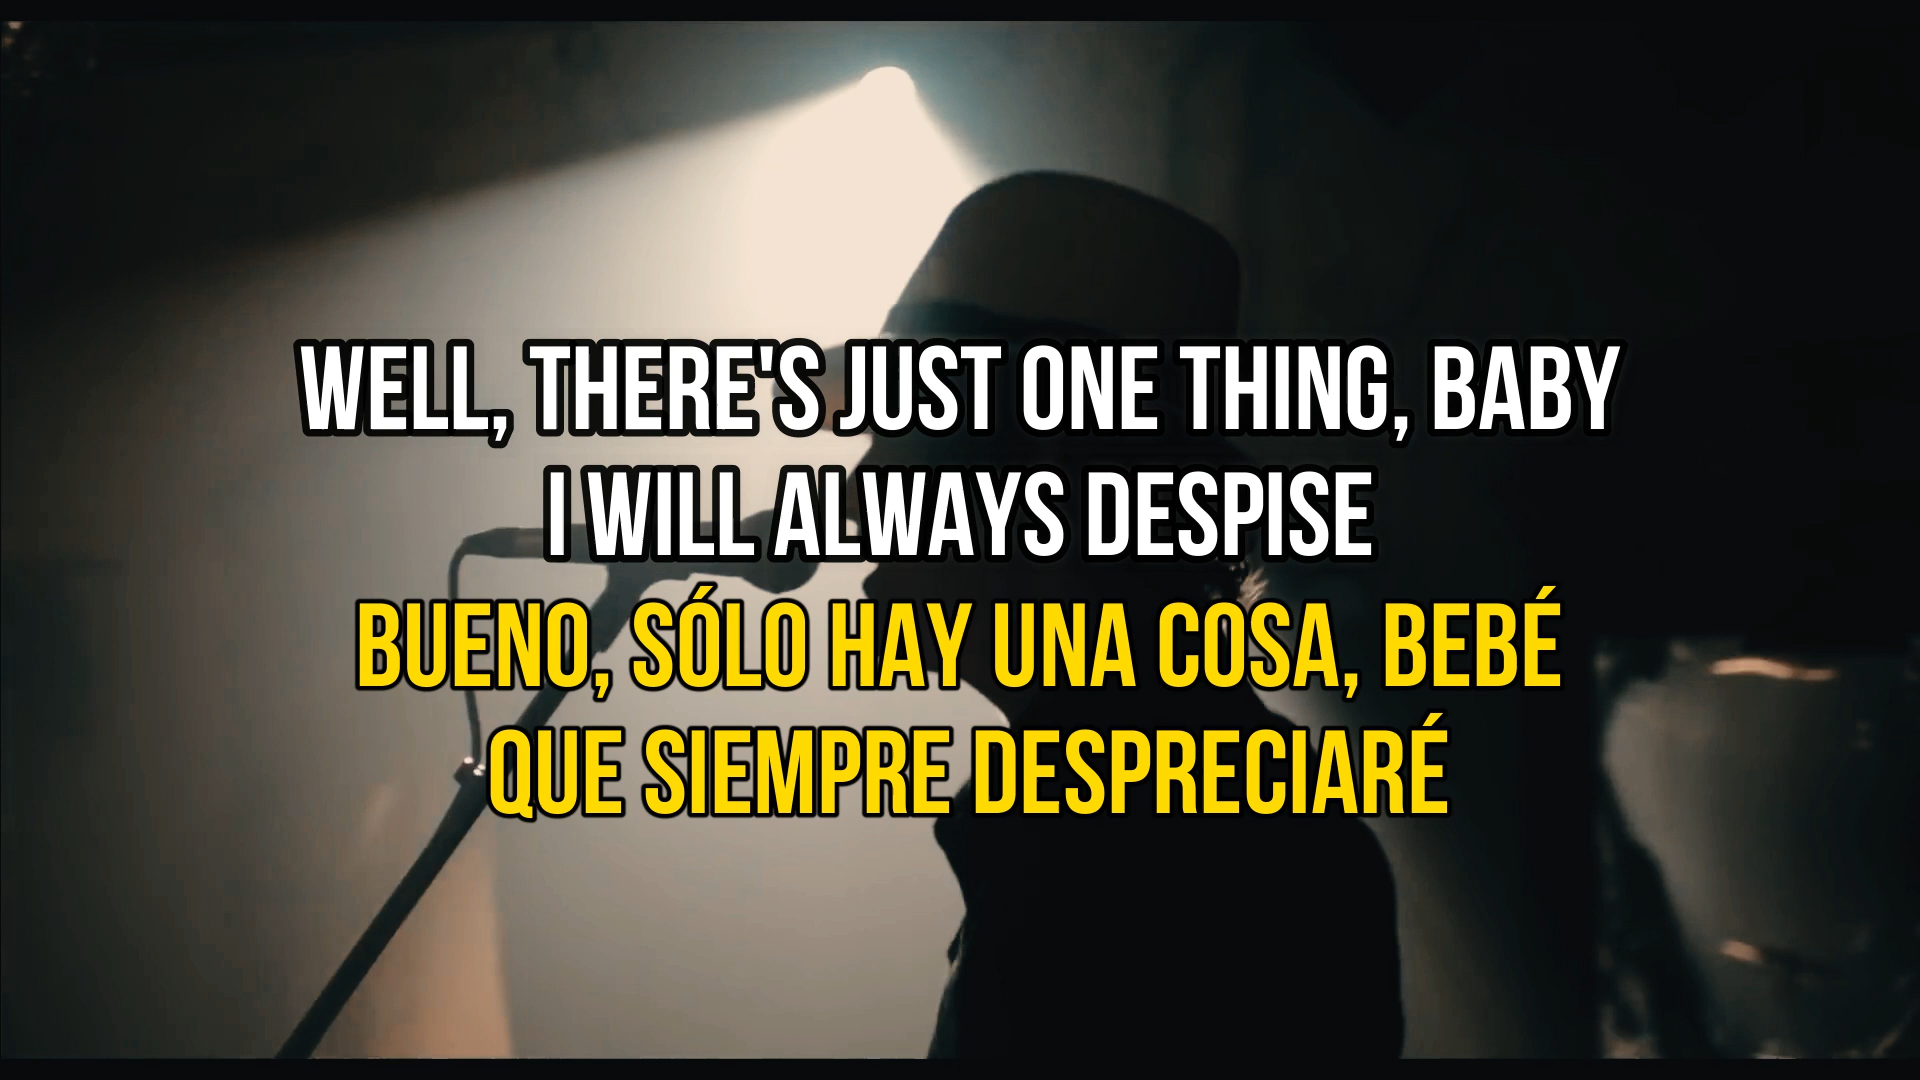 WELL, THERE'S JUST ONE THING, BABY
I WILL ALWAYS DESPISE
BUENO, SÓLO HAY UNA COSA, BEBÉ
QUE SIEMPRE DESPRECIARÉ